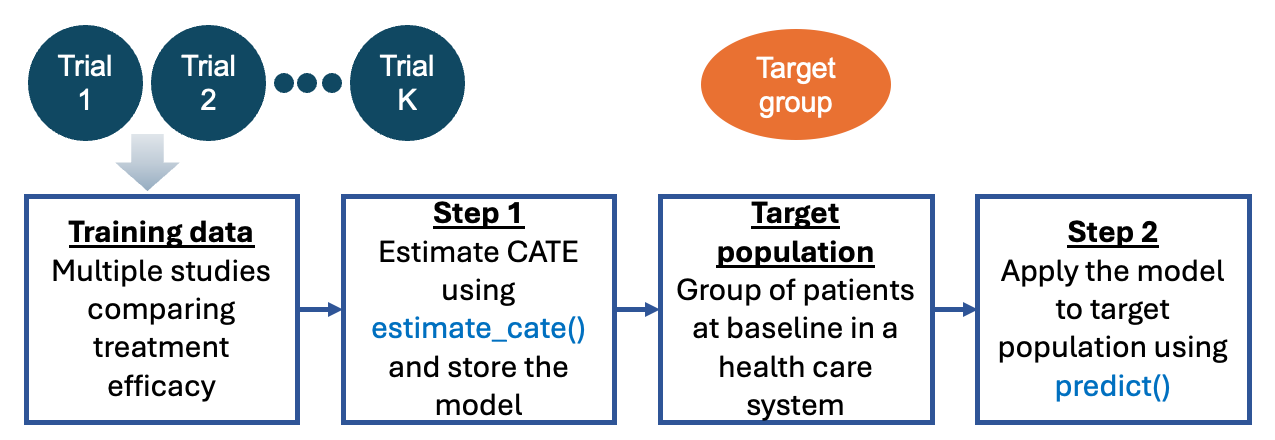 Trial
1
Trial
2
Trial
K
Target
group
Training data
Multiple studies
comparing
treatment
efficacy
Step 1
Estimate CATE
using
estimate_cate()
and store the
model
Target
population
Group of patients
at baseline in a
health care
system
Step 2
Apply the model
to target
population using
predict()